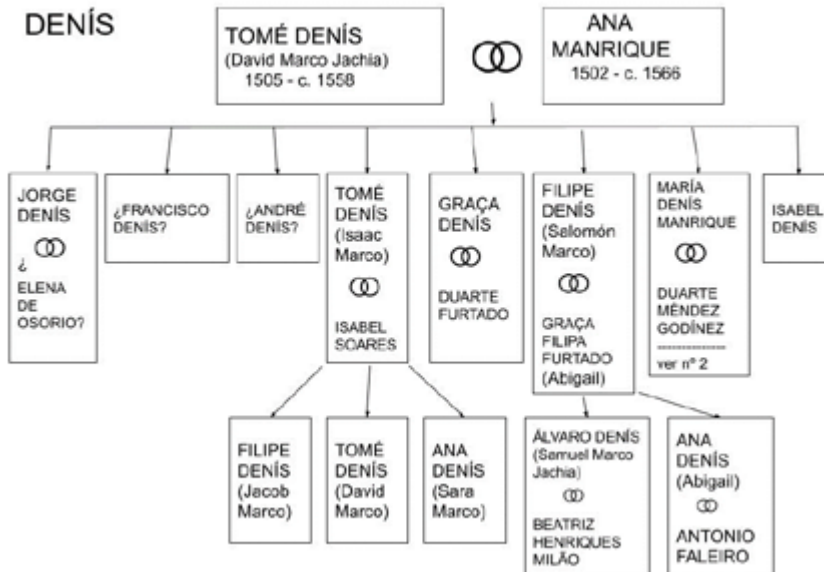 DENÍS
TOMÉ DENÍS
(David Marco Jachia)
1505 - c. 1558
ANA
MANRIQUE
1502 - c. 1566
JORGE
DENÍS
¿
ELENA
DE
OSORIO?
¿FRANCISCO
DENÍS?
¿ANDRÉ
DENÍS?
TOMÉ
DENÍS
(Isaac
Marco)
ISABEL
SOARES
GRAÇA
DENÍS
DUARTE
FURTADO
FILIPE
DENÍS
(Salomón
Marco)
GRAÇA
FILIPA
FURTADO
(Abigail)
MARÍA
DENÍS
MANRIQUE
DUARTE
MÉNDEZ
GODÍNEZ
---------------
ver nº 2
ISABEL
DENÍS
FILIPE
DENÍS
(Jacob
Marco)
TOMÉ
DENÍS
(David
Marco)
ANA
DENÍS
(Sara
Marco)
ÁLVARO DENÍS
(Samuel Marco
Jachia)
BEATRIZ
HENRIQUES
MILÃO
ANA
DENÍS
(Abigail)
ANTONIO
FALEIRO